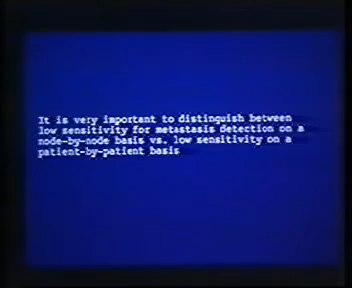 It is very important to distinguish between
low sensitivity for metastasis detection on a
node-by-node basis vs. low sensitivity on a
patient-by-patient basis